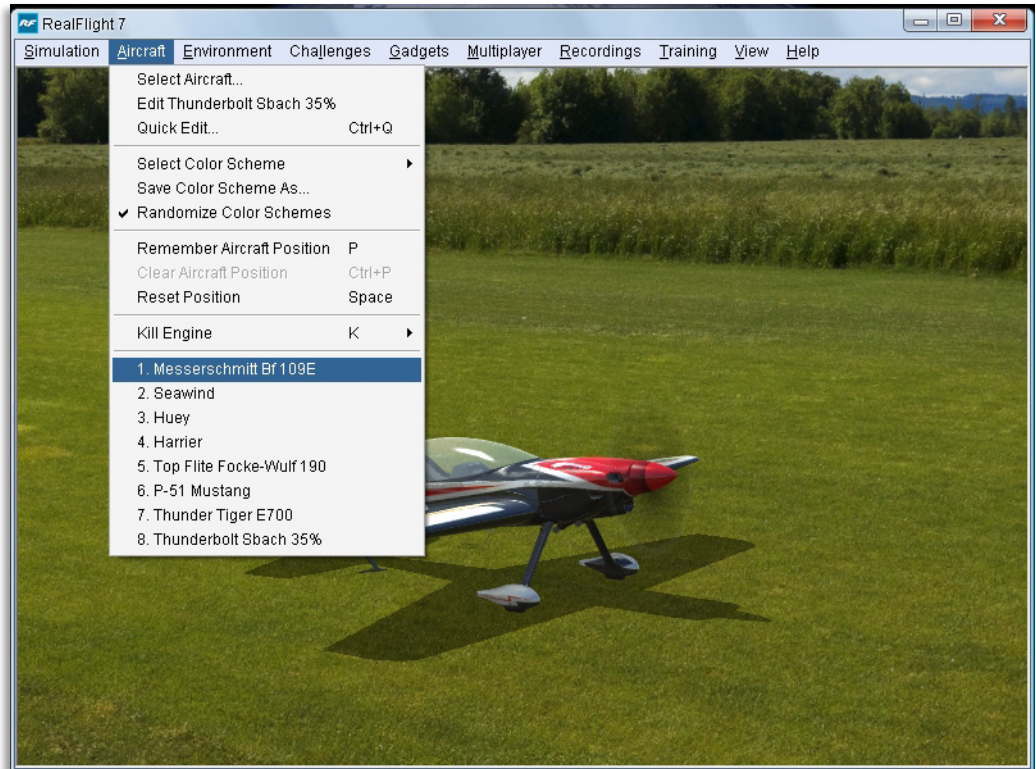 RF RealFlight 7
Simulation Aircraft Environment Challenges Gadgets Multiplayer Recordings Training View Help
Select Aircraft...
Edit Thunderbolt Sbach 35%
Quick Edit... Ctrl+Q
Select Color Scheme
Save Color Scheme As...
Randomize Color Schemes
Remember Aircraft Position P
Clear Aircraft Position Ctrl+P
Reset Position Space
Kill Engine K
1. Messerschmitt Bf 109E
2. Seawind
3. Huey
4. Harrier
5. Top Flite Focke-Wulf 190
6. P-51 Mustang
7. Thunder Tiger E700
8. Thunderbolt Sbach 35%